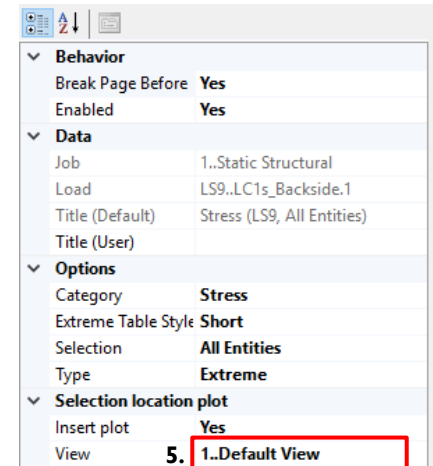 Behavior
Break Page Before Yes
Enabled Yes
Data
Job 1..Static Structural
Load LS9..LC1s_Backside.1
Title (Default) Stress (LS9, All Entities)
Title (User)
Options
Category Stress
Extreme Table Style Short
Selection All Entities
Type Extreme
Selection location plot
Insert plot Yes
View 5. 1..Default View